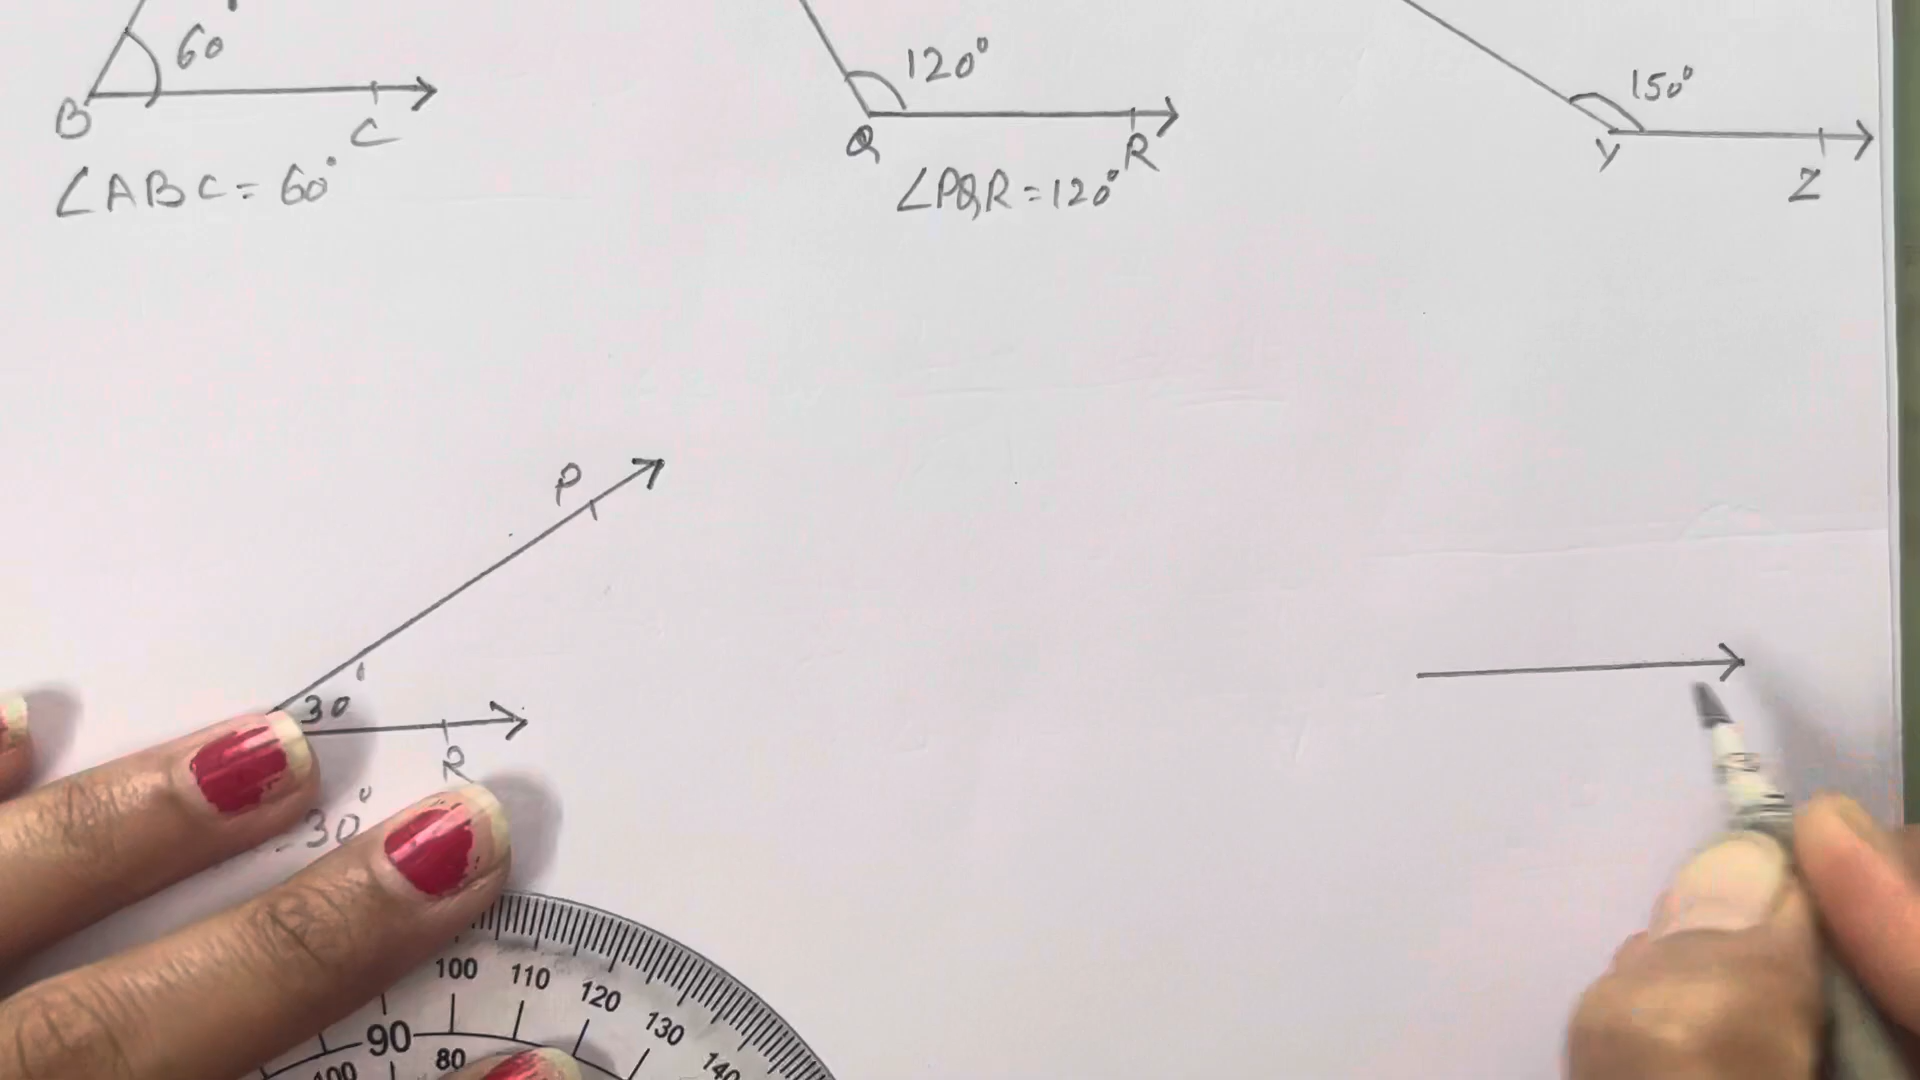 60°
B
C
∠ABC = 60°
120°
Q
R
∠PQR = 120°
150°
Y
Z
P
30
R
30°
100 110 120 130 140
90
100 80